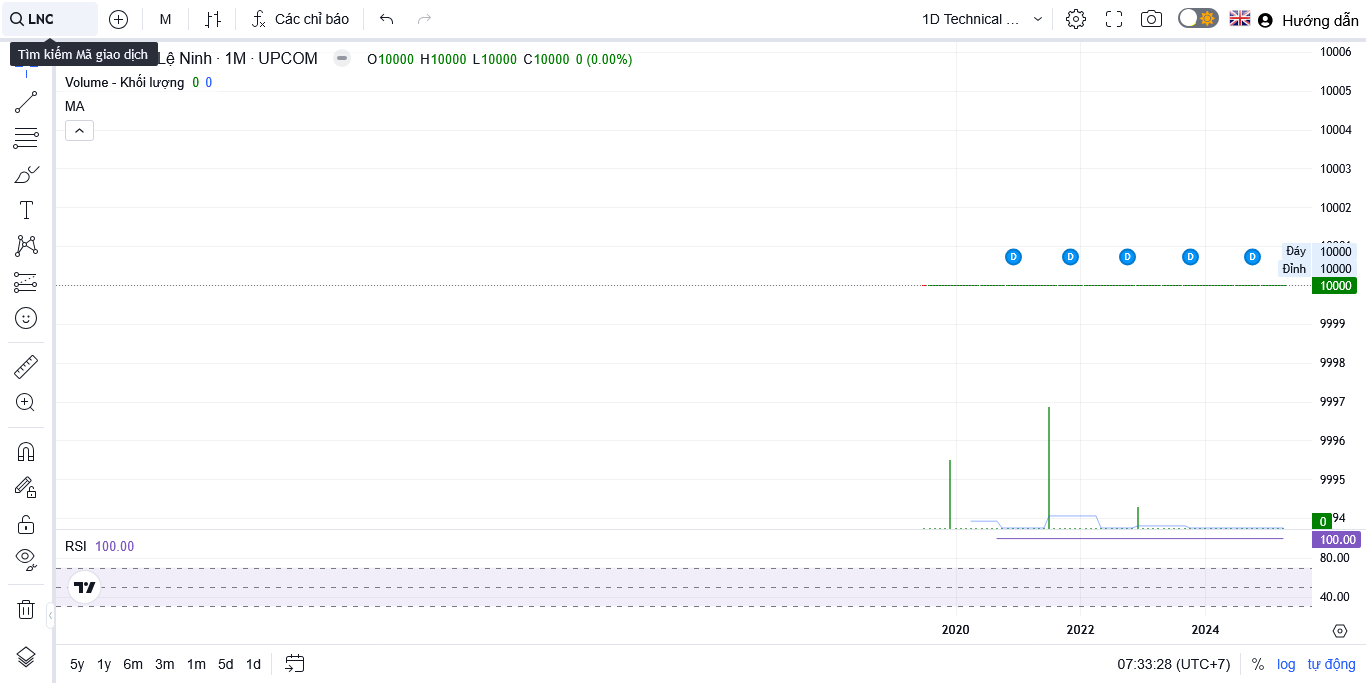 LNC
M
Các chỉ báo
1D Technical ...
Hướng dẫn
Tìm kiếm Mã giao dịch
Lệ Ninh · 1M · UPCOM
O10000 H10000 L10000 C10000 0 (0.00%)
Volume - Khối lượng 0 0
MA
10006
10005
10004
10003
10002
D D D D D
Đáy 10000
Đỉnh 10000
10000
9999
9998
9997
9996
9995
0
94
RSI 100.00
100.00
80.00
40.00
2020 2022 2024
5y 1y 6m 3m 1m 5d 1d
07:33:28 (UTC+7) % log tự động